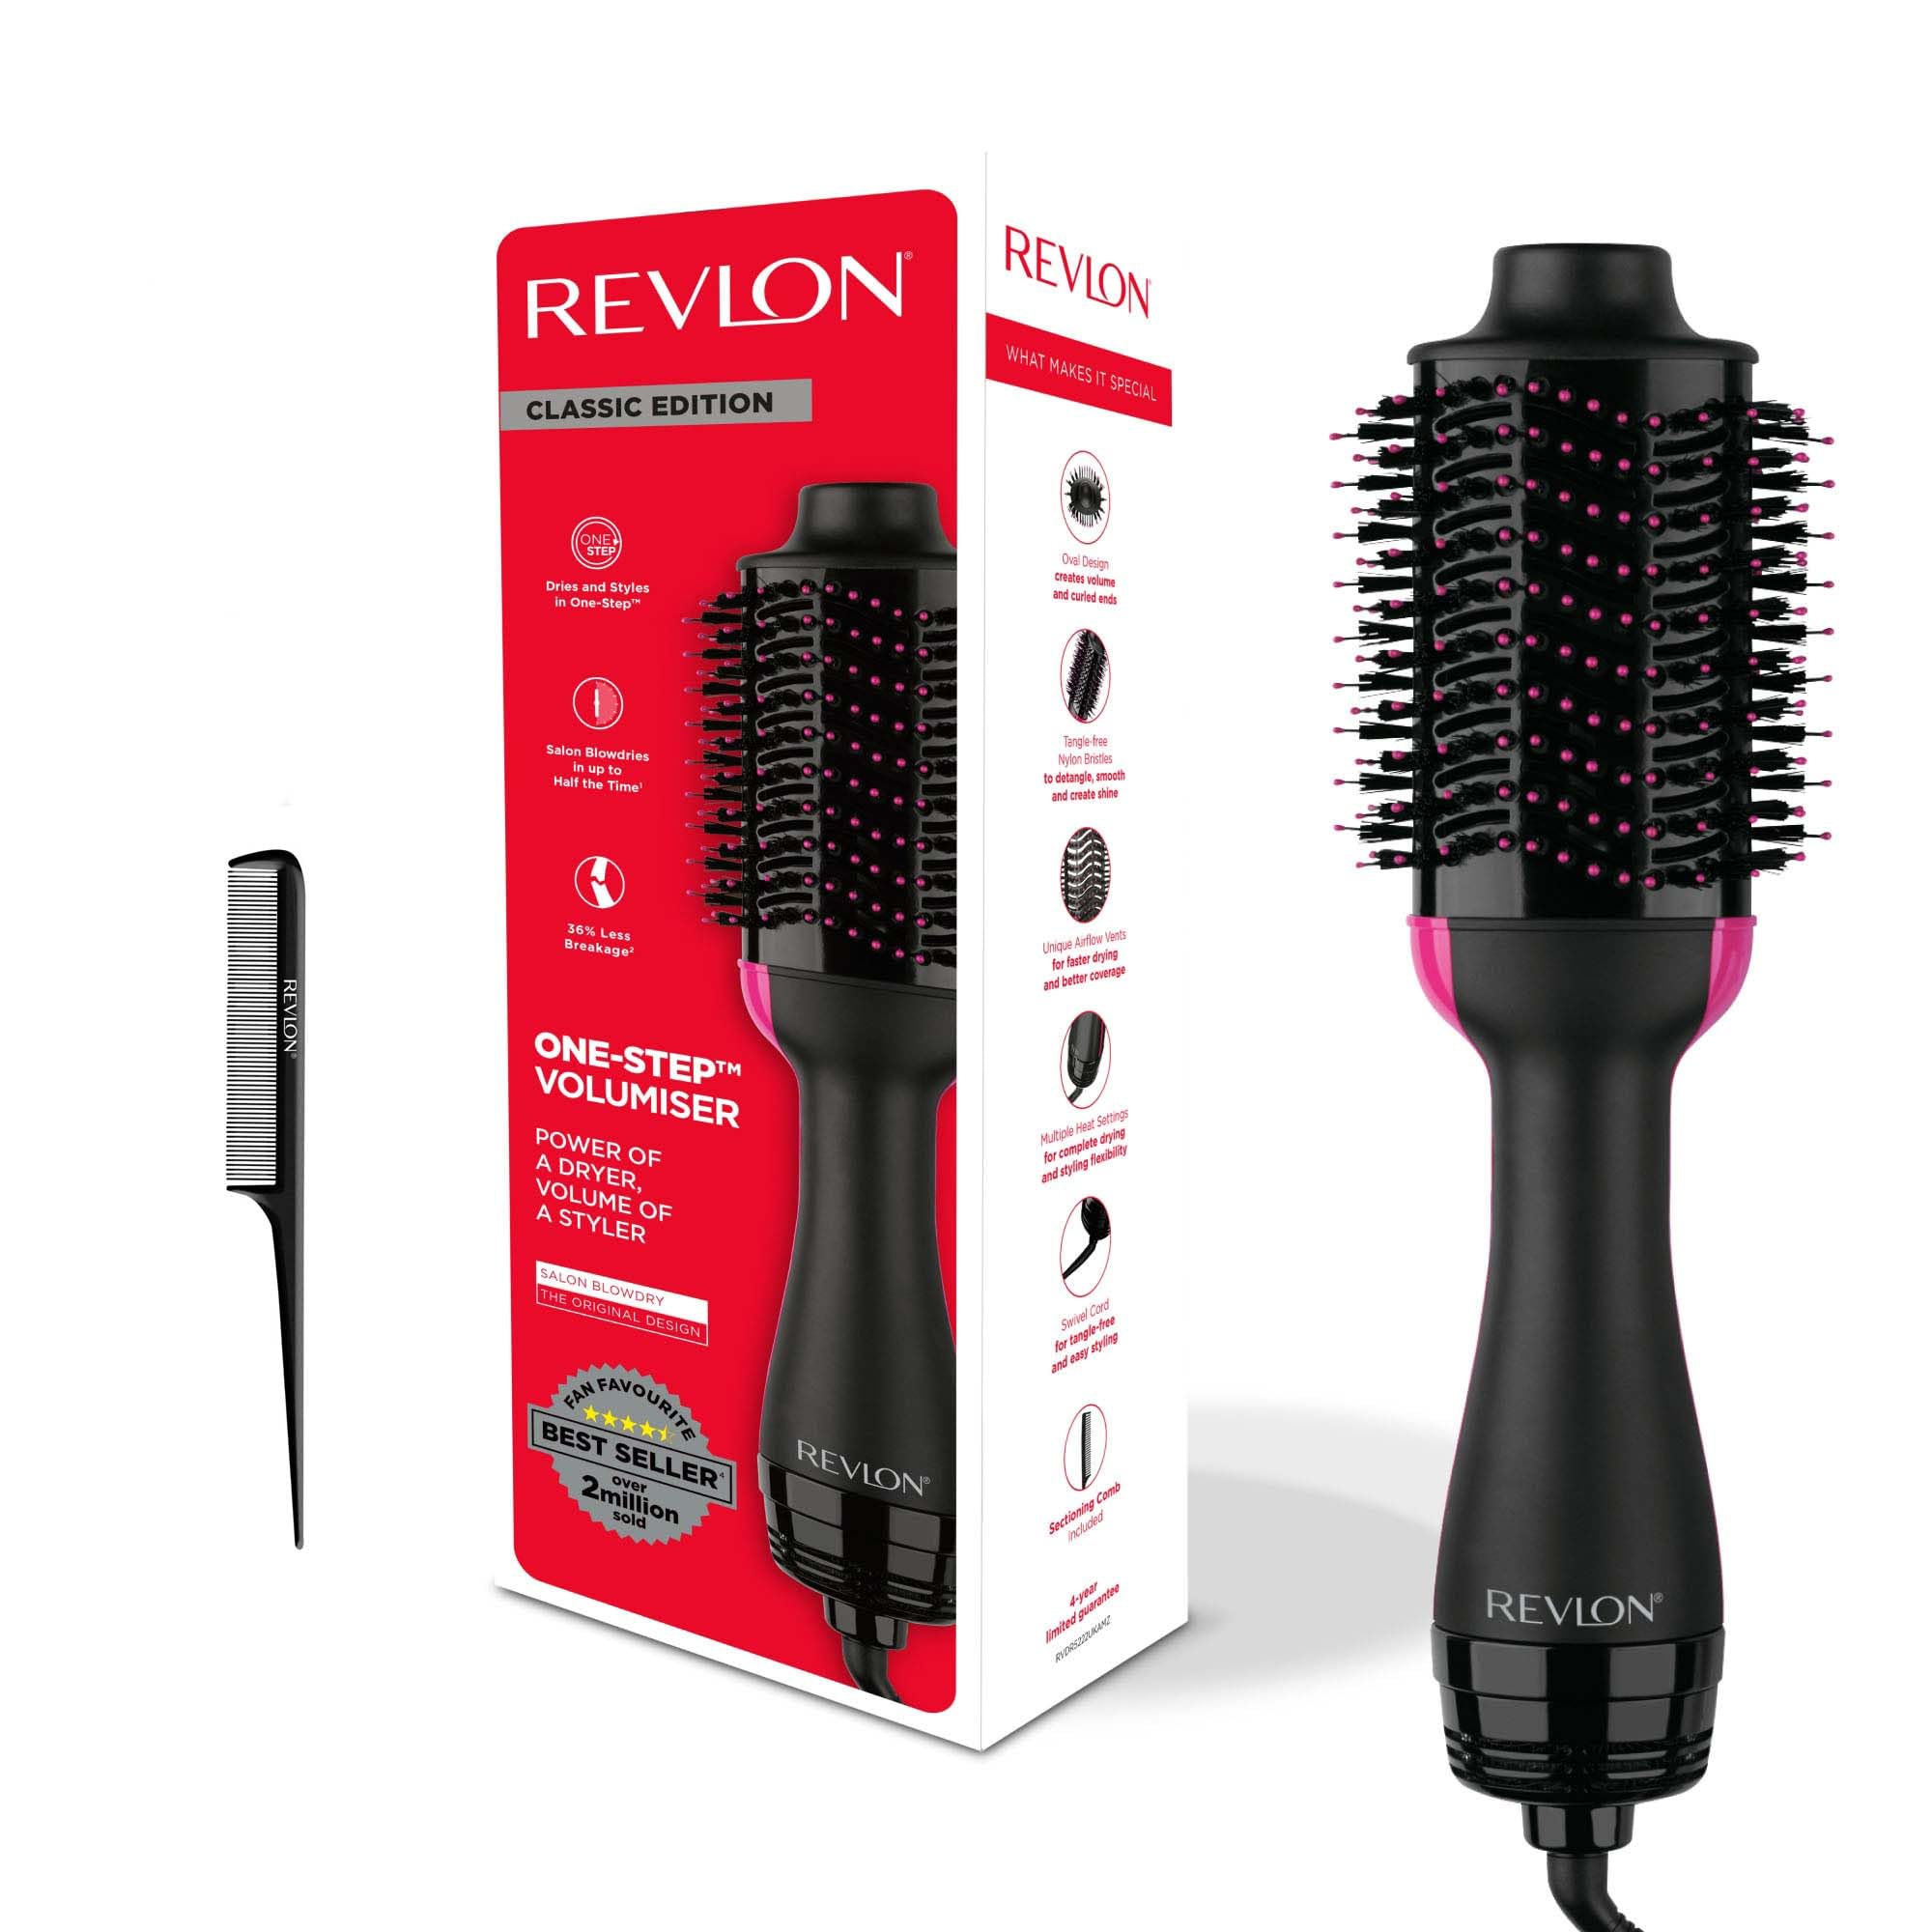 REVLON®
CLASSIC EDITION
ONE
STEP
Dries and Styles
in One-Step™
Salon Blowdries
in up to
Half the Time¹
36% Less
Breakage²
ONE-STEP™
VOLUMISER
POWER OF
A DRYER,
VOLUME OF
A STYLER
SALON BLOWDRY
THE ORIGINAL DESIGN
FAN FAVOURITE
BEST SELLER⁴
over
2million
sold
REVLON®
REVLON
WHAT MAKES IT SPECIAL
Oval Design
creates volume
and curled ends
Tangle-free
Nylon Bristles
to detangle, smooth
and create shine
Unique Airflow Vents
for faster drying
and better coverage
Multiple Heat Settings
for complete drying
and styling flexibility
Swivel Cord
for tangle-free
and easy styling
Sectioning Comb
included
4-year
limited guarantee
RVDR5222UKAMZ
REVLON®
REVLON®